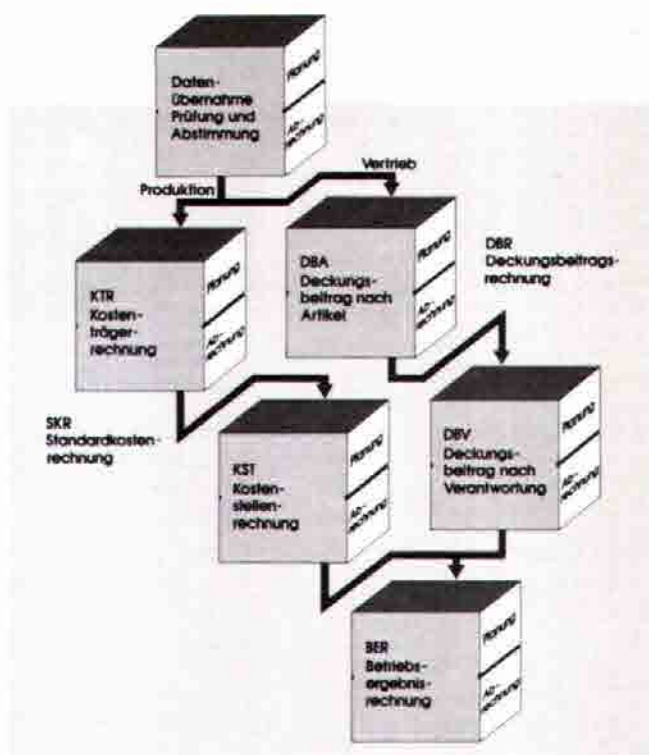 Daten-
übernahme
Prüfung und
Abstimmung
Planung
Ab-
rechnung
Produktion
Vertrieb
KTR
Kosten-
träger-
rechnung
Planung
Ab-
rechnung
DBA
Deckungs-
beitrag nach
Artikel
Planung
Ab-
rechnung
DBR
Deckungsbeitrags-
rechnung
SKR
Standardkosten-
rechnung
KST
Kosten-
stellen-
rechnung
Planung
Ab-
rechnung
DBV
Deckungs-
beitrag nach
Verantwortung
Planung
Ab-
rechnung
BER
Betriebs-
ergebnis-
rechnung
Planung
Ab-
rechnung